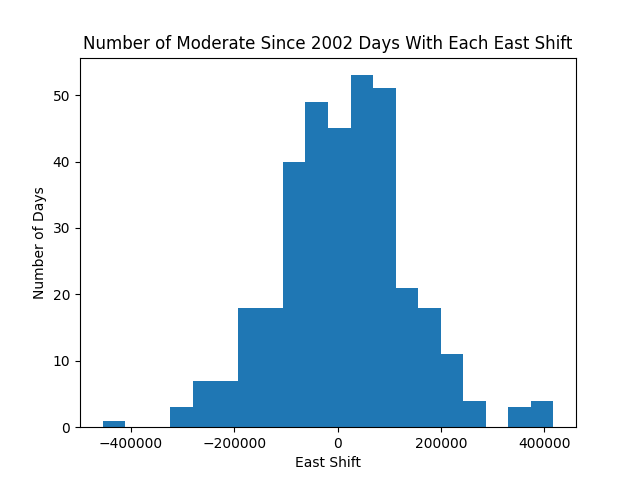 Number of Moderate Since 2002 Days With Each East Shift
50
40
30
20
10
0
Number of Days
−400000 −200000 0 200000 400000
East Shift